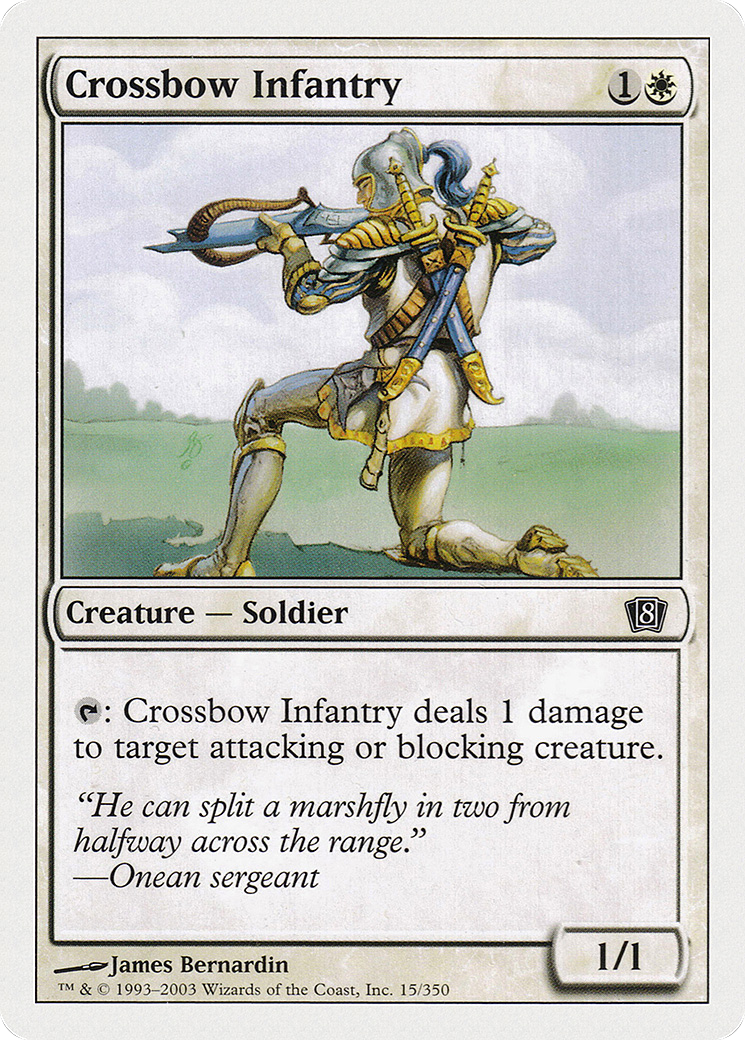 Crossbow Infantry 1
Creature — Soldier 8
: Crossbow Infantry deals 1 damage
to target attacking or blocking creature.
“He can split a marshfly in two from
halfway across the range.”
—Onean sergeant
1/1
James Bernardin
™ & © 1993–2003 Wizards of the Coast, Inc. 15/350